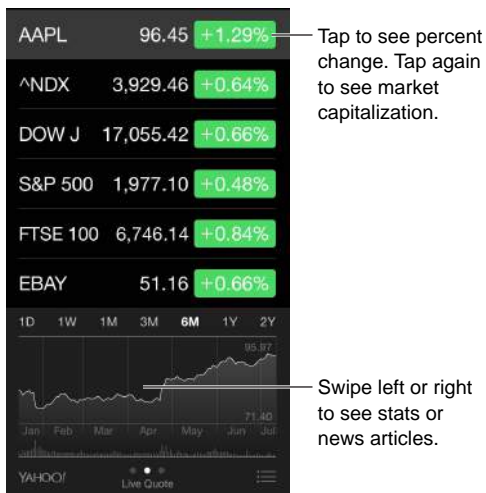 AAPL 96.45 +1.29%
^NDX 3,929.46 +0.64%
DOW J 17,055.42 +0.66%
S&P 500 1,977.10 +0.48%
FTSE 100 6,746.14 +0.84%
EBAY 51.16 +0.66%
1D 1W 1M 3M 6M 1Y 2Y
95.97
71.40
Jan Feb Mar Apr May Jun Jul
YAHOO!
Live Quote
Tap to see percent
change. Tap again
to see market
capitalization.
Swipe left or right
to see stats or
news articles.